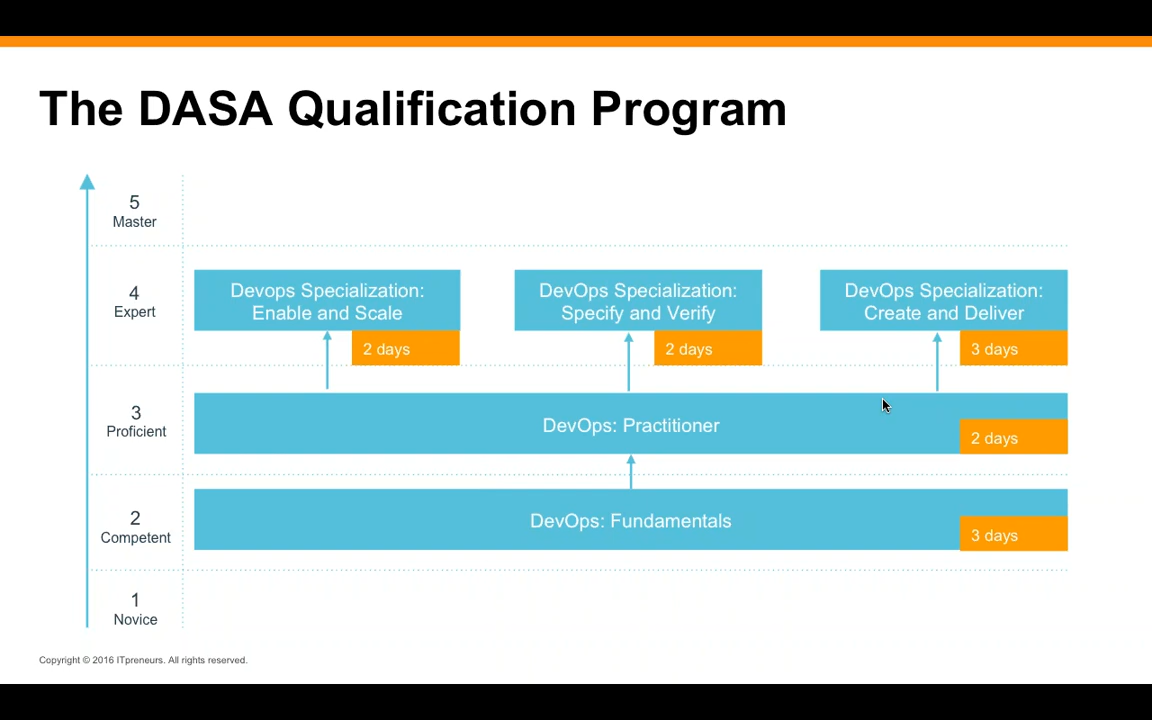 The DASA Qualification Program
5
Master
4
Expert
Devops Specialization:
Enable and Scale
2 days
DevOps Specialization:
Specify and Verify
2 days
DevOps Specialization:
Create and Deliver
3 days
3
Proficient
DevOps: Practitioner
2 days
2
Competent
DevOps: Fundamentals
3 days
1
Novice
Copyright © 2016 ITpreneurs. All rights reserved.